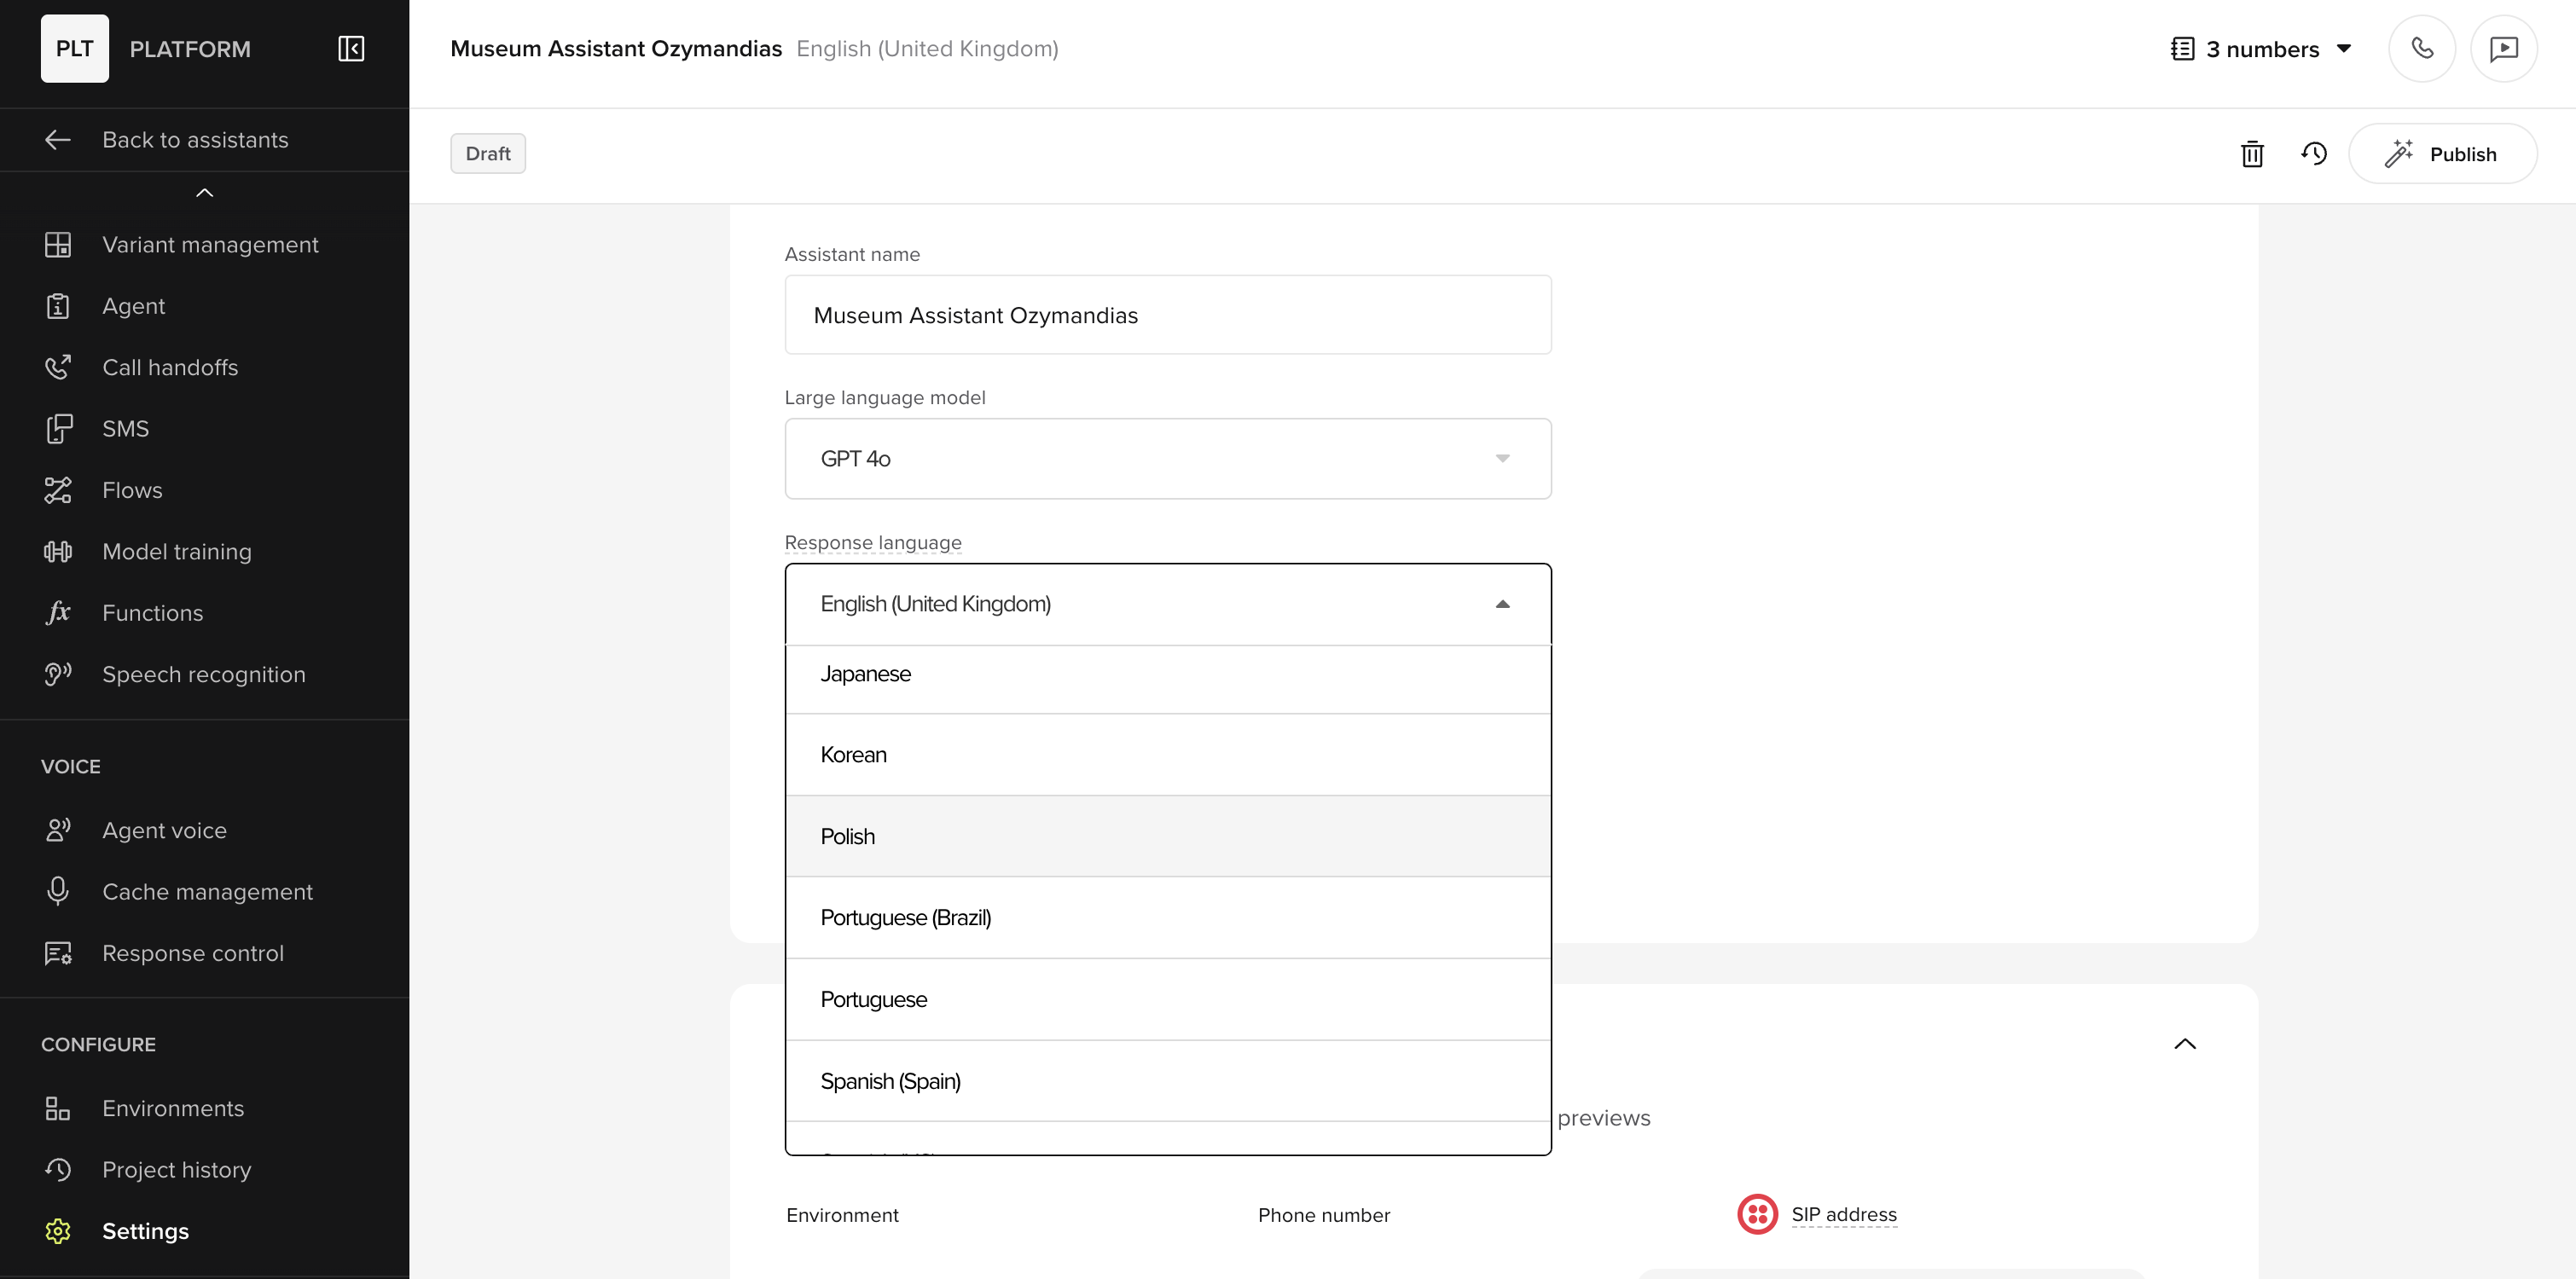 PLT PLATFORM
Back to assistants
Variant management
Agent
Call handoffs
SMS
Flows
Model training
Functions
Speech recognition
VOICE
Agent voice
Cache management
Response control
CONFIGURE
Environments
Project history
Settings
Museum Assistant Ozymandias English (United Kingdom)
3 numbers
Draft
Publish
Assistant name
Museum Assistant Ozymandias
Large language model
GPT 4o
Response language
English (United Kingdom)
Japanese
Korean
Polish
Portuguese (Brazil)
Portuguese
Spanish (Spain)
previews
Environment Phone number SIP address